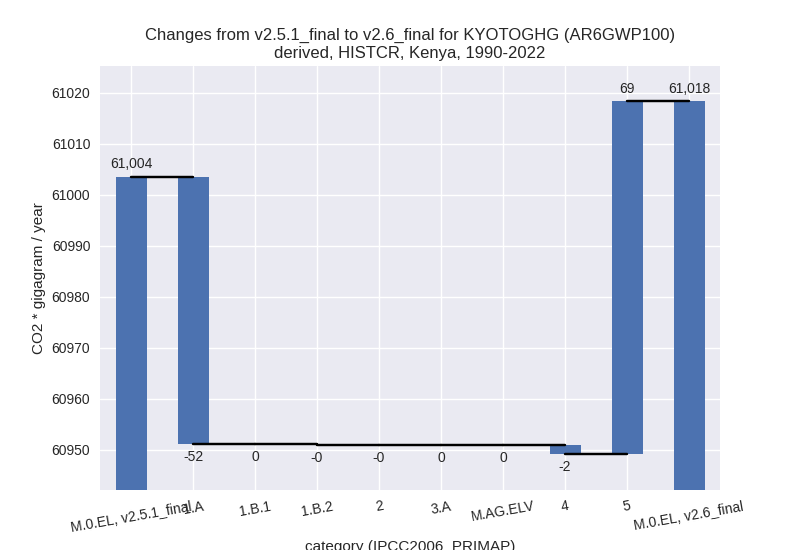 Changes from v2.5.1_final to v2.6_final for KYOTOGHG (AR6GWP100)
derived, HISTCR, Kenya, 1990-2022
CO2 * gigagram / year
61020
61010
61000
60990
60980
60970
60960
60950
61,004
-52
0
-0
-0
0
0
-2
69
61,018
M.0.EL, v2.5.1_final
1.A
1.B.1
1.B.2
2
3.A
M.AG.ELV
4
5
M.0.EL, v2.6_final
category (IPCC2006_PRIMAP)